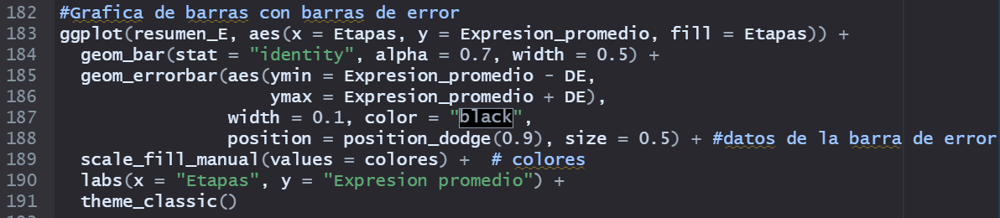 182 #Grafica de barras con barras de error
183 ggplot(resumen_E, aes(x = Etapas, y = Expresion_promedio, fill = Etapas)) +
184   geom_bar(stat = "identity", alpha = 0.7, width = 0.5) +
185   geom_errorbar(aes(ymin = Expresion_promedio - DE,
186                     ymax = Expresion_promedio + DE),
187                 width = 0.1, color = "black",
188                 position = position_dodge(0.9), size = 0.5) + #datos de la barra de error
189   scale_fill_manual(values = colores) +  # colores
190   labs(x = "Etapas", y = "Expresion promedio") +
191   theme_classic()